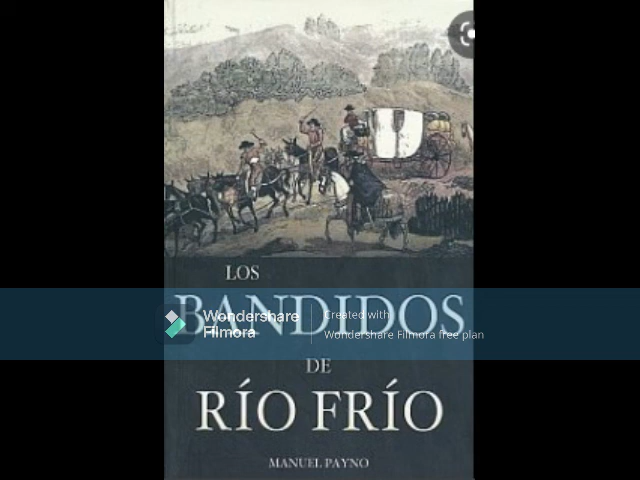 LOS
BANDIDOS
Wondershare
Filmora
Created with
Wondershare Filmora free plan
DE
RÍO FRÍO
MANUEL PAYNO